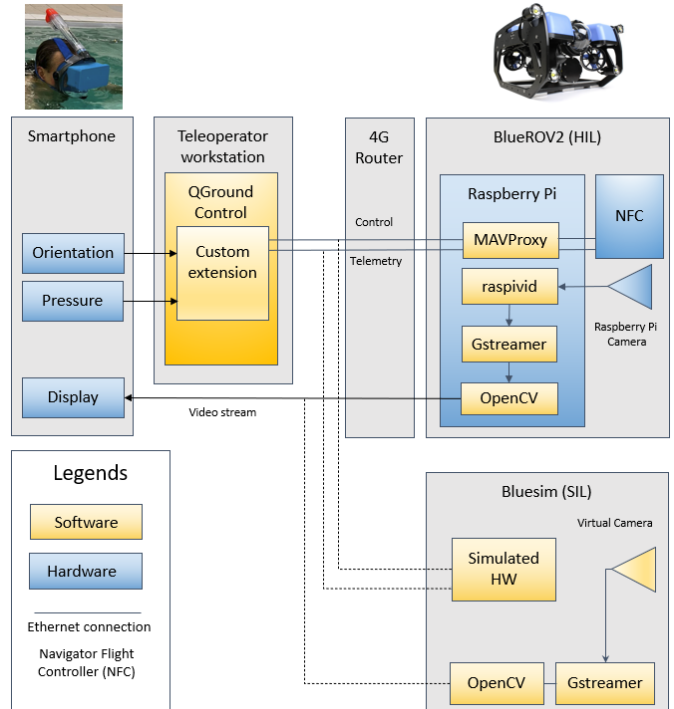 Smartphone
Teleoperator
workstation
4G
Router
BlueROV2 (HIL)
QGround
Control
Custom
extension
Raspberry Pi
NFC
Control
MAVProxy
Orientation
Telemetry
raspivid
Pressure
Raspberry Pi
Camera
Gstreamer
Display
OpenCV
Video stream
Legends
Software
Hardware
Ethernet connection
Navigator Flight
Controller (NFC)
Bluesim (SIL)
Virtual Camera
Simulated
HW
OpenCV
Gstreamer